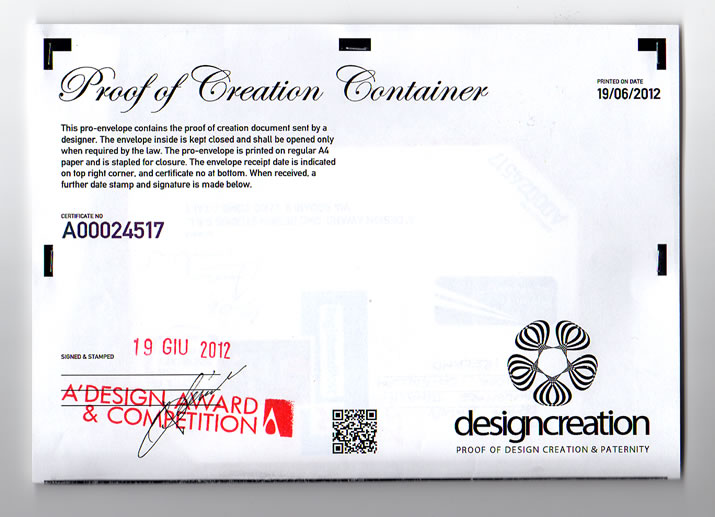 Proof of Creation Container
PRINTED ON DATE
19/06/2012
This pro-envelope contains the proof of creation document sent by a
designer. The envelope inside is kept closed and shall be opened only
when required by the law. The pro-envelope is printed on regular A4
paper and is stapled for closure. The envelope receipt date is indicated
on top right corner, and certificate no at bottom. When received, a
further date stamp and signature is made below.
CERTIFICATE NO
A00024517
SIGNED & STAMPED
19 GIU 2012
A'DESIGN AWARD
& COMPETITION
designcreation
PROOF OF DESIGN CREATION & PATERNITY